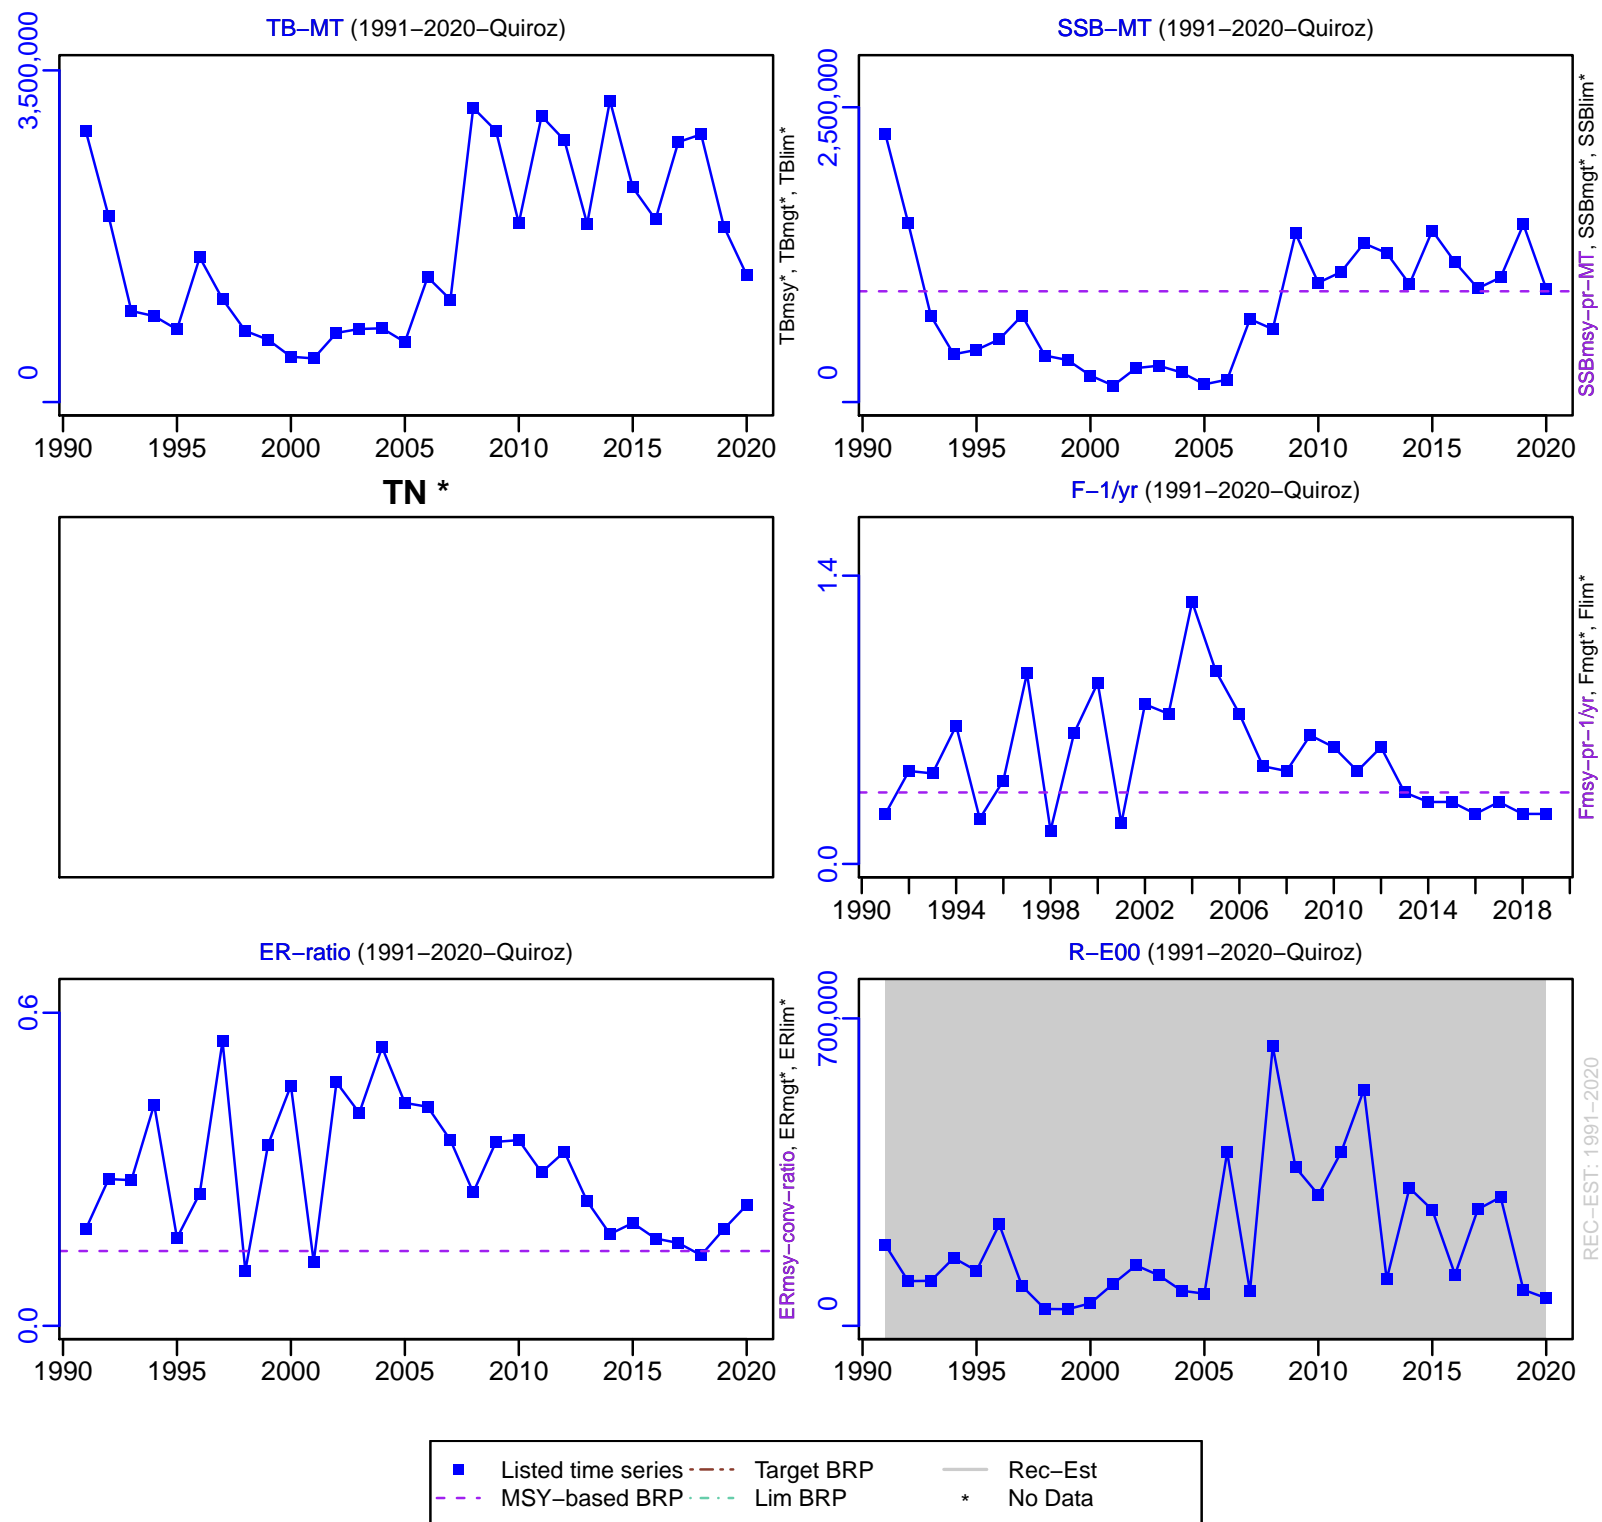 TB−MT (1991−2020−Quiroz)
3,500,000
0
1990 1995 2000 2005 2010 2015 2020
TBmsy*, TBmgt*, TBlim*
SSB−MT (1991−2020−Quiroz)
2,500,000
0
1990 1995 2000 2005 2010 2015 2020
SSBmsy−pr−MT, SSBmgt*, SSBlim*
TN *
F−1/yr (1991−2020−Quiroz)
1.4
0.0
1990 1994 1998 2002 2006 2010 2014 2018
Fmsy−pr−1/yr, Fmgt*, Flim*
ER−ratio (1991−2020−Quiroz)
0.6
0.0
1990 1995 2000 2005 2010 2015 2020
ERmsy−conv−ratio, ERmgt*, ERlim*
R−E00 (1991−2020−Quiroz)
700,000
0
1990 1995 2000 2005 2010 2015 2020
REC−EST: 1991−2020
Listed time series Target BRP Rec−Est
MSY−based BRP Lim BRP * No Data